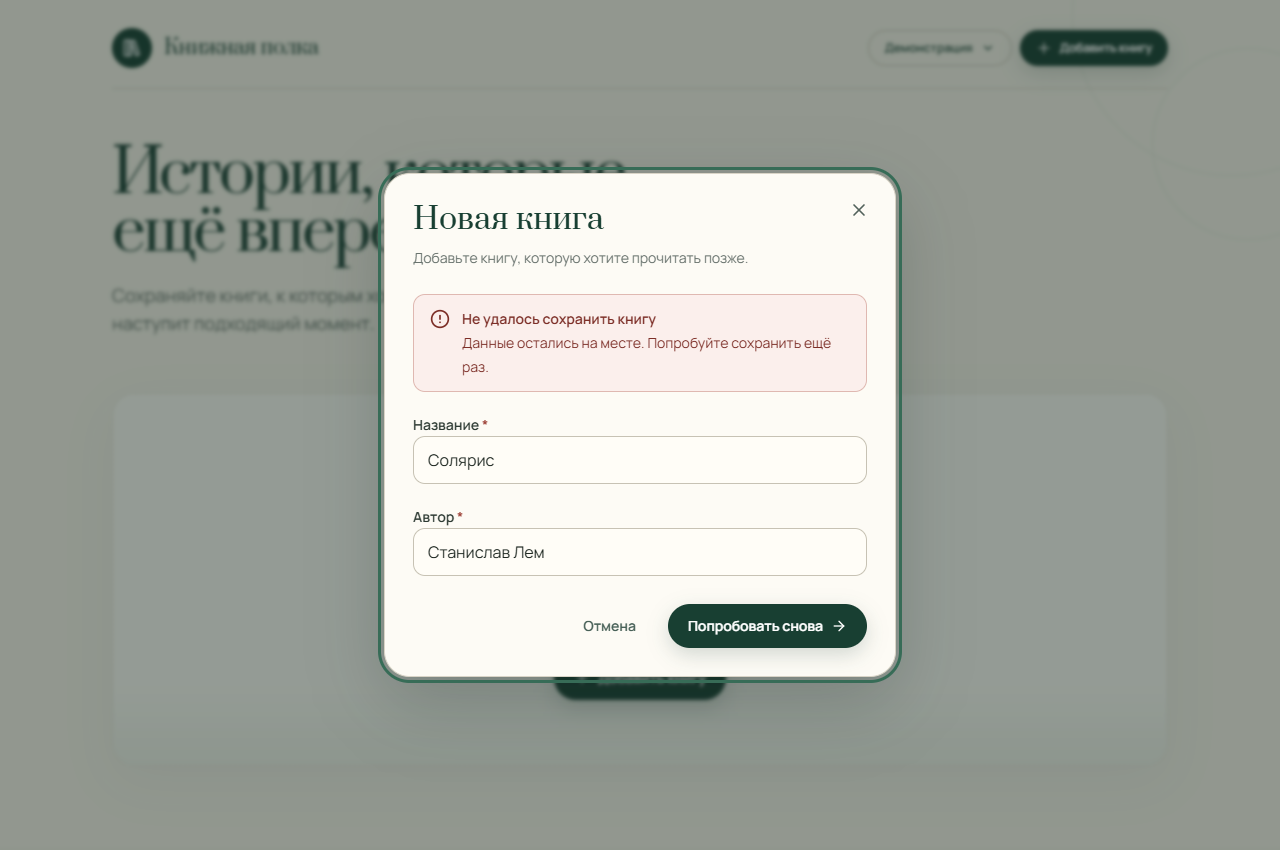 Книжная полка
Демонстрация
Добавить книгу
Истории, которые
ещё впере
Сохраняйте книги, к которым
наступит подходящий момент.
Новая книга
Добавьте книгу, которую хотите прочитать позже.
Не удалось сохранить книгу
Данные остались на месте. Попробуйте сохранить ещё
раз.
Название *
Солярис
Автор *
Станислав Лем
Отмена
Попробовать снова